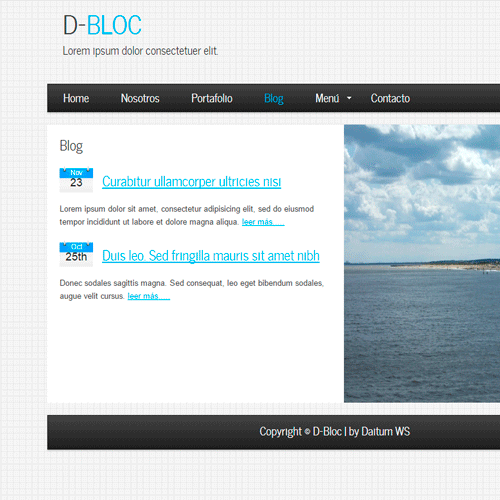 D-BLOC
Lorem ipsum dolor consectetuer elit.
Home Nosotros Portafolio Blog Menú Contacto
Blog
Nov
23
Curabitur ullamcorper ultricies nisi
Lorem ipsum dolor sit amet, consectetur adipisicing elit, sed do eiusmod
tempor incididunt ut labore et dolore magna aliqua. leer más.....
Oct
25th
Duis leo. Sed fringilla mauris sit amet nibh
Donec sodales sagittis magna. Sed consequat, leo eget bibendum sodales,
augue velit cursus. leer más.....
Copyright © D-Bloc | by Daitum WS